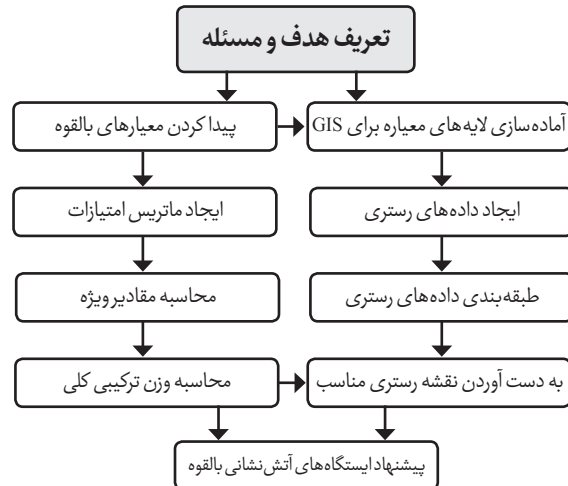 تعریف هدف و مسئله
آماده‌سازی لایه‌های معیاره برای GIS
پیدا کردن معیارهای بالقوه
ایجاد داده‌های رستری
ایجاد ماتریس امتیازات
طبقه‌بندی داده‌های رستری
محاسبه مقادیر ویژه
به دست آوردن نقشه رستری مناسب
محاسبه وزن ترکیبی کلی
پیشنهاد ایستگاه‌های آتش‌نشانی بالقوه